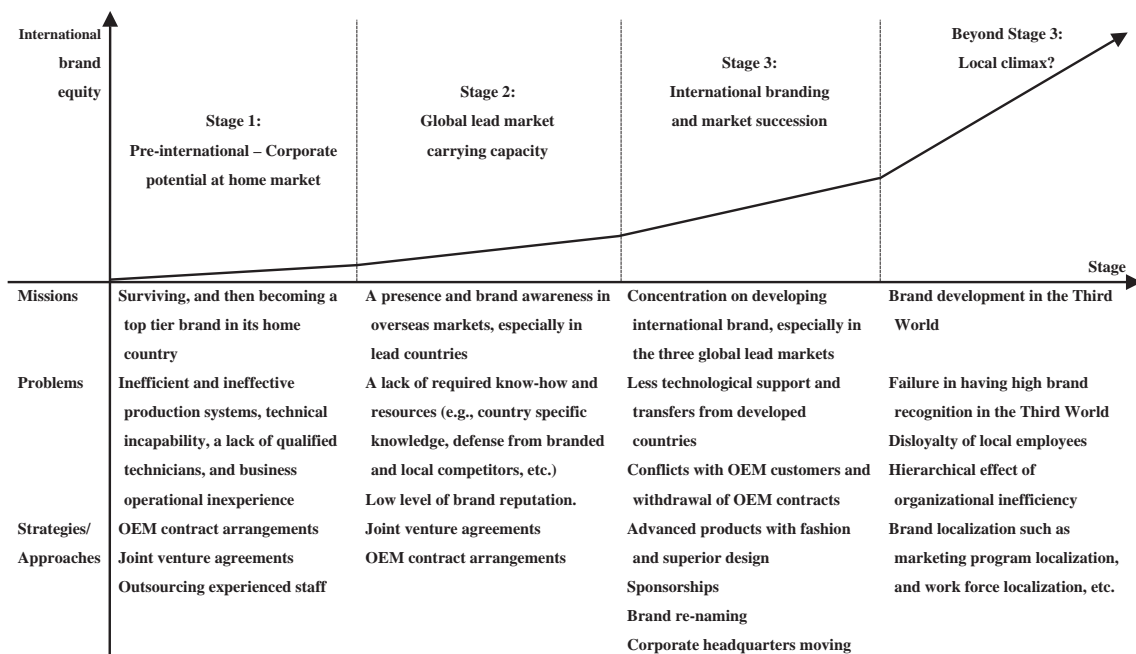 International
brand
equity
Stage 1:
Pre-international – Corporate
potential at home market
Stage 2:
Global lead market
carrying capacity
Stage 3:
International branding
and market succession
Beyond Stage 3:
Local climax?
Stage
Missions
Surviving, and then becoming a
top tier brand in its home
country
A presence and brand awareness in
overseas markets, especially in
lead countries
Concentration on developing
international brand, especially in
the three global lead markets
Brand development in the Third
World
Problems
Inefficient and ineffective
production systems, technical
incapability, a lack of qualified
technicians, and business
operational inexperience
A lack of required know-how and
resources (e.g., country specific
knowledge, defense from branded
and local competitors, etc.)
Low level of brand reputation.
Less technological support and
transfers from developed
countries
Conflicts with OEM customers and
withdrawal of OEM contracts
Failure in having high brand
recognition in the Third World
Disloyalty of local employees
Hierarchical effect of
organizational inefficiency
Strategies/
Approaches
OEM contract arrangements
Joint venture agreements
Outsourcing experienced staff
Joint venture agreements
OEM contract arrangements
Advanced products with fashion
and superior design
Sponsorships
Brand re-naming
Corporate headquarters moving
Brand localization such as
marketing program localization,
and work force localization, etc.